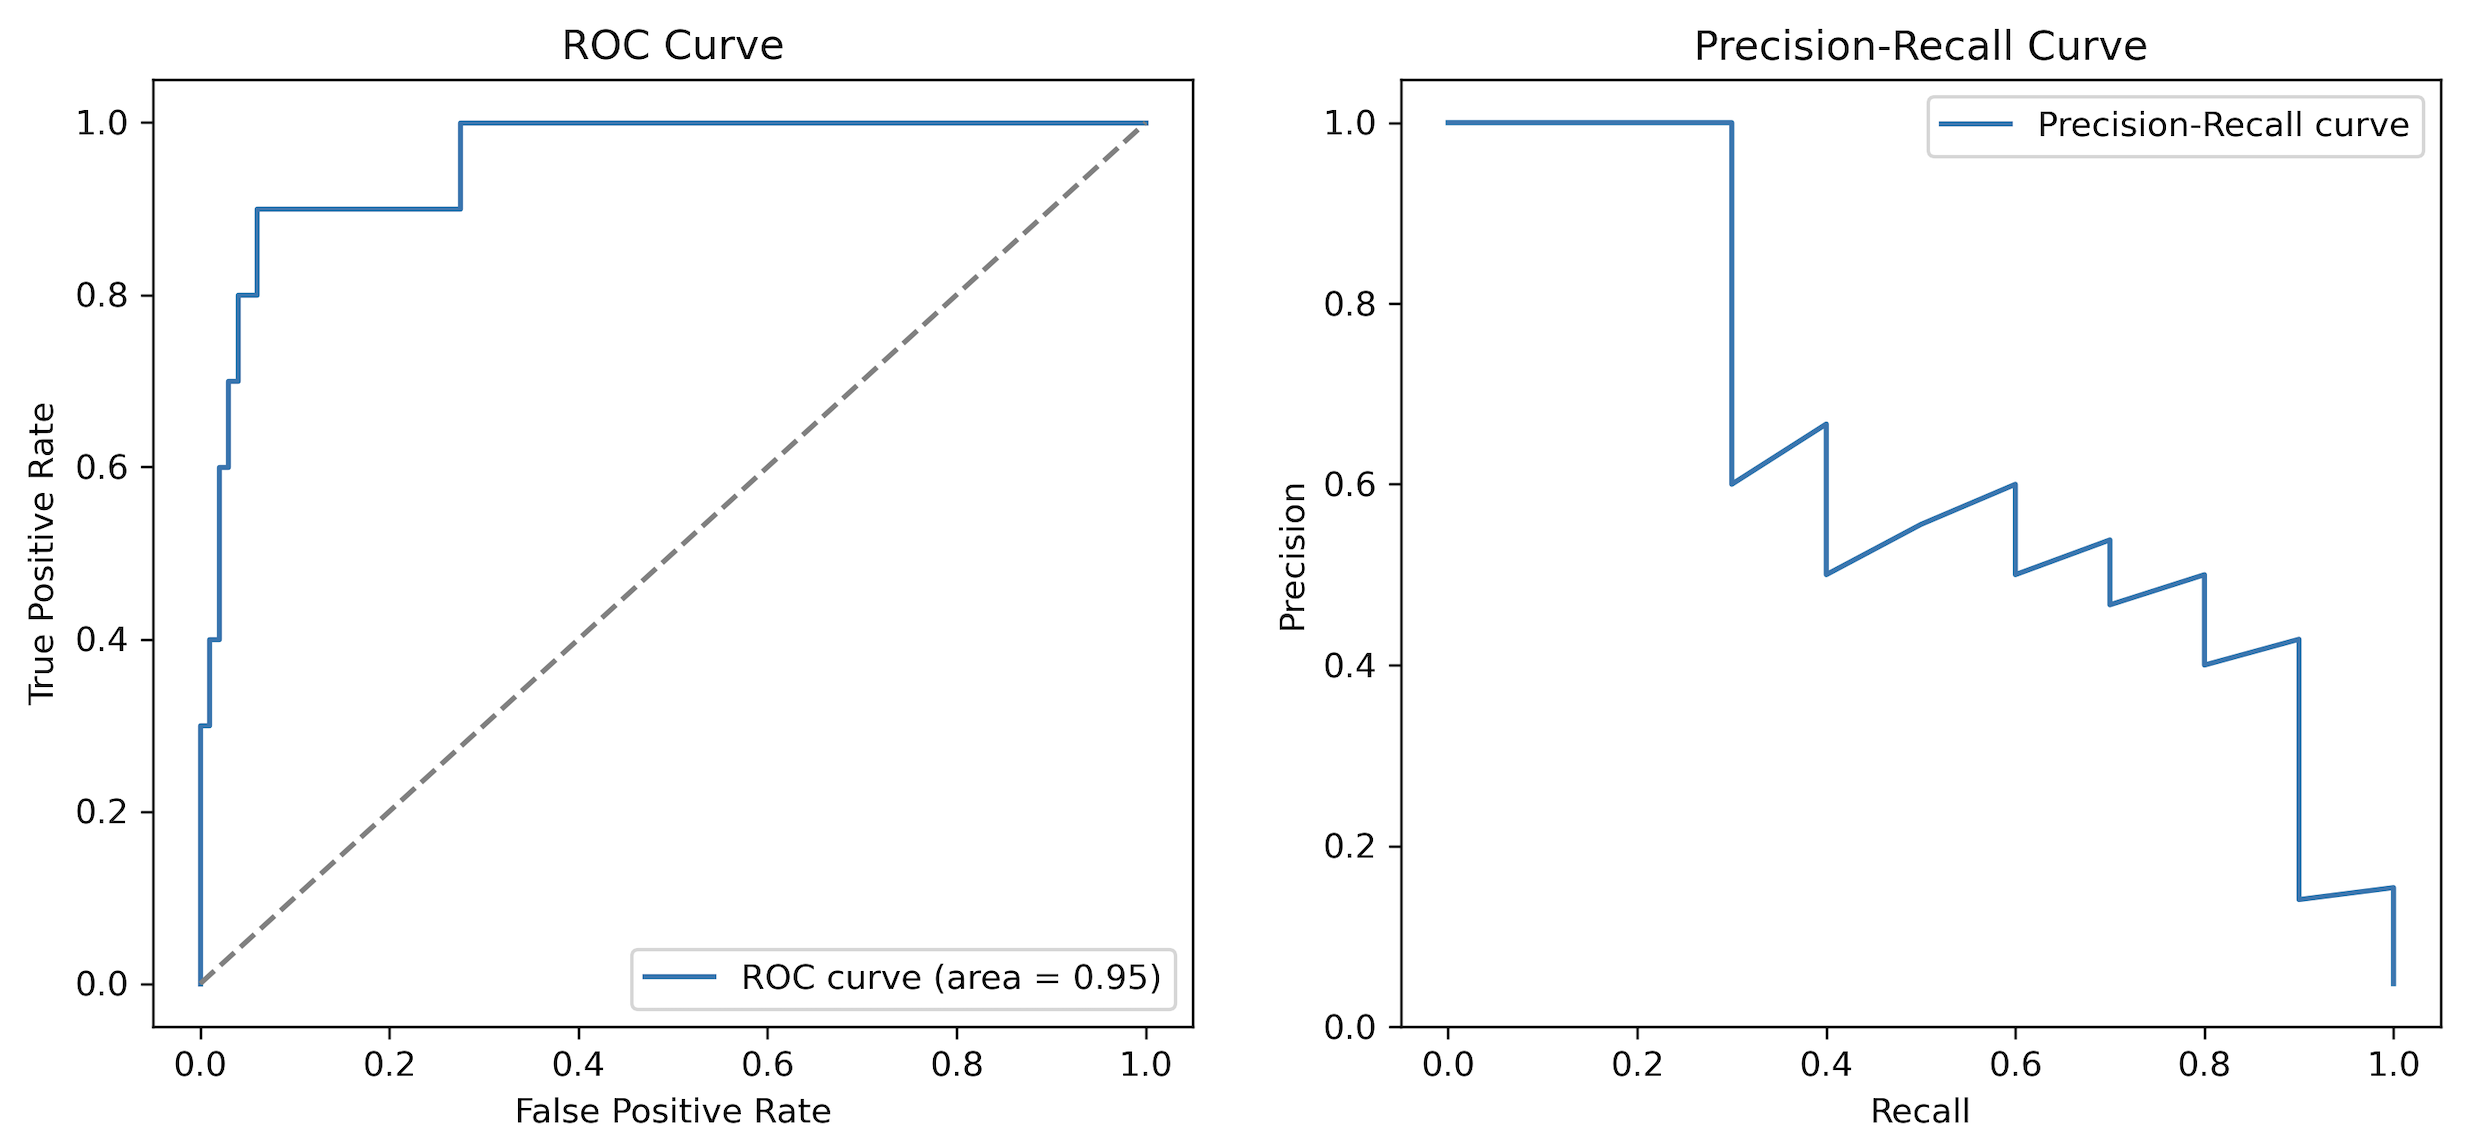 ROC Curve
1.0
0.8
0.6
0.4
0.2
0.0
True Positive Rate
ROC curve (area = 0.95)
0.0 0.2 0.4 0.6 0.8 1.0
False Positive Rate
Precision-Recall Curve
Precision-Recall curve
1.0
0.8
0.6
0.4
0.2
0.0
Precision
0.0 0.2 0.4 0.6 0.8 1.0
Recall